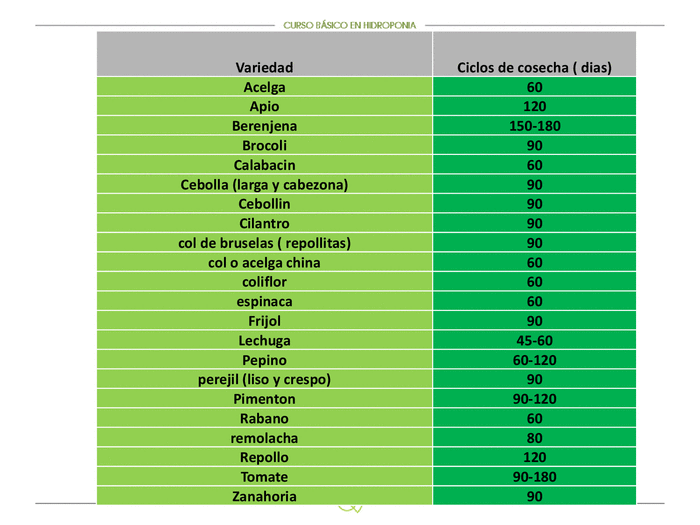 CURSO BÁSICO EN HIDROPONIA
Variedad Ciclos de cosecha ( dias)
Acelga 60
Apio 120
Berenjena 150-180
Brocoli 90
Calabacin 60
Cebolla (larga y cabezona) 90
Cebollin 90
Cilantro 90
col de bruselas ( repollitas) 90
col o acelga china 60
coliflor 60
espinaca 60
Frijol 90
Lechuga 45-60
Pepino 60-120
perejil (liso y crespo) 90
Pimenton 90-120
Rabano 60
remolacha 80
Repollo 120
Tomate 90-180
Zanahoria 90